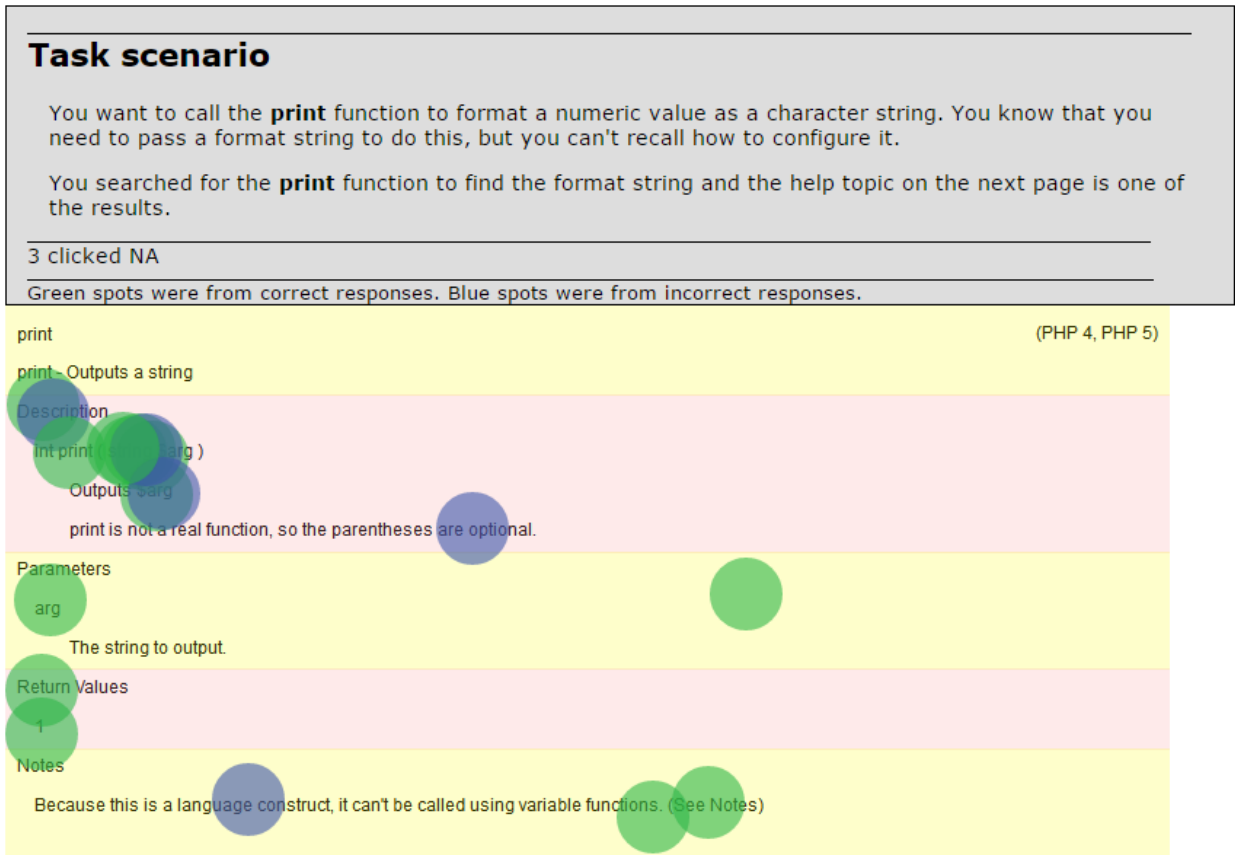 Task scenario
You want to call the print function to format a numeric value as a character string. You know that you
need to pass a format string to do this, but you can't recall how to configure it.
You searched for the print function to find the format string and the help topic on the next page is one of
the results.
3 clicked NA
Green spots were from correct responses. Blue spots were from incorrect responses.
print (PHP 4, PHP 5)
print - Outputs a string
Description
int print ( $arg )
Outputs $arg
print is not a real function, so the parentheses are optional.
Parameters
arg
The string to output.
Return Values
1
Notes
Because this is a language construct, it can't be called using variable functions. (See Notes)